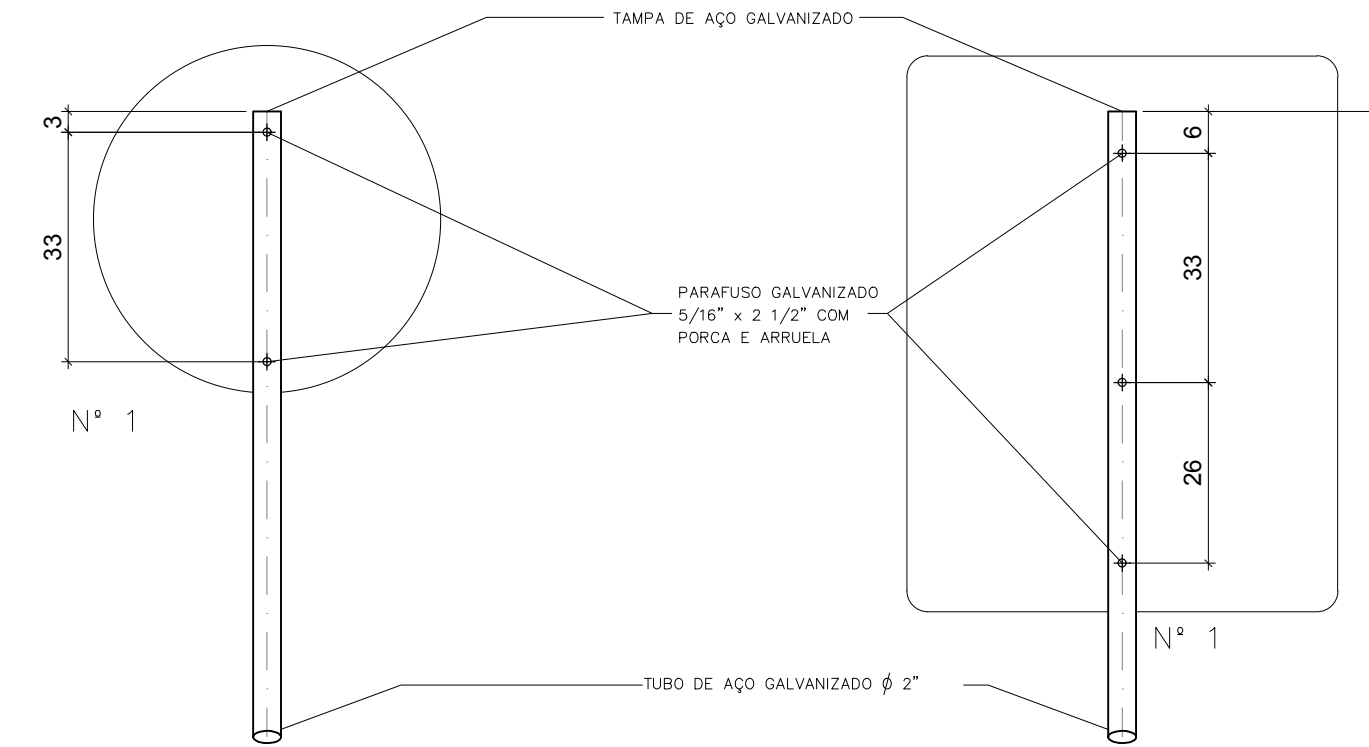 TAMPA DE AÇO GALVANIZADO
3
33
Nº 1
PARAFUSO GALVANIZADO
5/16" x 2 1/2" COM
PORCA E ARRUELA
6
33
26
Nº 1
TUBO DE AÇO GALVANIZADO ϕ 2"